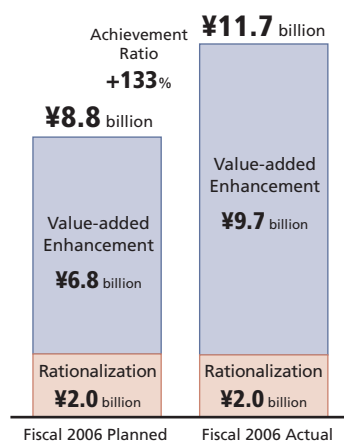 Achievement
Ratio
+133%
¥11.7 billion
¥8.8 billion
Value-added
Enhancement
¥6.8 billion
Value-added
Enhancement
¥9.7 billion
Rationalization
¥2.0 billion
Rationalization
¥2.0 billion
Fiscal 2006 Planned
Fiscal 2006 Actual